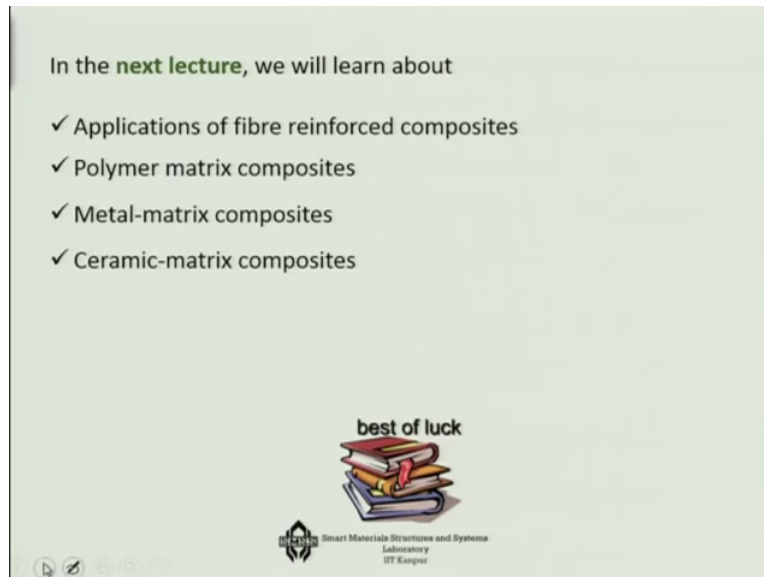 In the next lecture, we will learn about
✓ Applications of fibre reinforced composites
✓ Polymer matrix composites
✓ Metal-matrix composites
✓ Ceramic-matrix composites
best of luck
Smart Materials Structures and Systems
Laboratory
IIT Kanpur